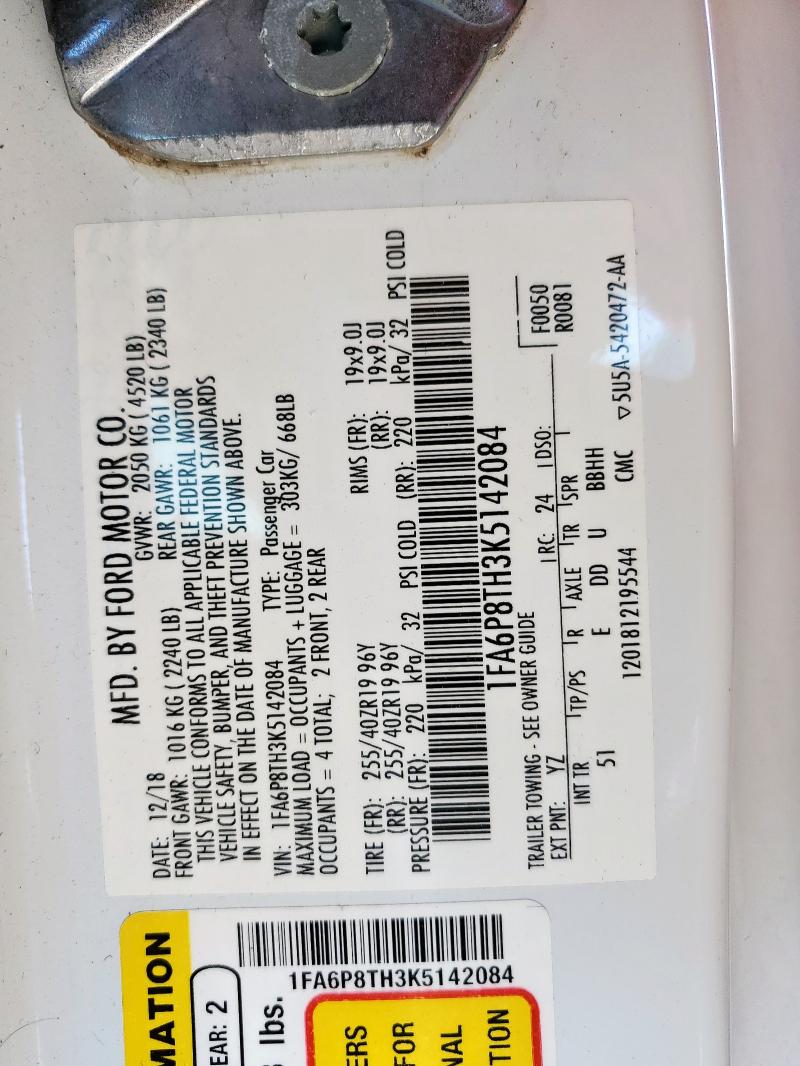 MFD. BY FORD MOTOR CO.
DATE: 12/18 GVWR: 2050 KG ( 4520 LB)
FRONT GAWR: 1016 KG ( 2240 LB) REAR GAWR: 1061 KG ( 2340 LB)
THIS VEHICLE CONFORMS TO ALL APPLICABLE FEDERAL MOTOR
VEHICLE SAFETY, BUMPER, AND THEFT PREVENTION STANDARDS
IN EFFECT ON THE DATE OF MANUFACTURE SHOWN ABOVE.
VIN: 1FA6P8TH3K5142084 TYPE: Passenger Car
MAXIMUM LOAD = OCCUPANTS + LUGGAGE = 303KG/ 668LB
OCCUPANTS = 4 TOTAL; 2 FRONT, 2 REAR
TIRE (FR): 255/40ZR19 96Y RIMS (FR): 19x9.0J
(RR): 255/40ZR19 96Y (RR): 19x9.0J
PRESSURE (FR): 220 kPa/ 32 PSI COLD (RR): 220 kPa/ 32 PSI COLD
1FA6P8TH3K5142084
TRAILER TOWING - SEE OWNER GUIDE
EXT PNT: YZ RC: 24 DSO: F0050
R0081
INT TR TP/PS R AXLE TR SPR
51 E DD U BBHH
1201812195544 CMC ▽5U5A-5420472-AA
MATION
EAR: 2
lbs.
1FA6P8TH3K5142084
ERS
FOR
NAL
TION